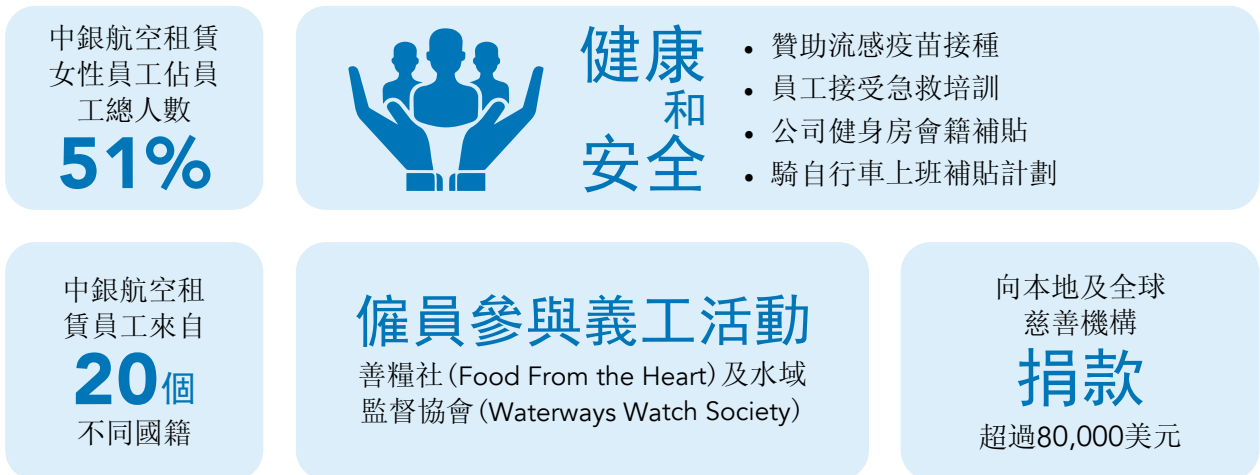 中銀航空租賃
女性員工佔員
工總人數
51%
健康
和
安全
• 贊助流感疫苗接種
• 員工接受急救培訓
• 公司健身房會籍補貼
• 騎自行車上班補貼計劃
中銀航空租
賃員工來自
20個
不同國籍
僱員參與義工活動
善糧社(Food From the Heart)及水域
監督協會(Waterways Watch Society)
向本地及全球
慈善機構
捐款
超過80,000美元